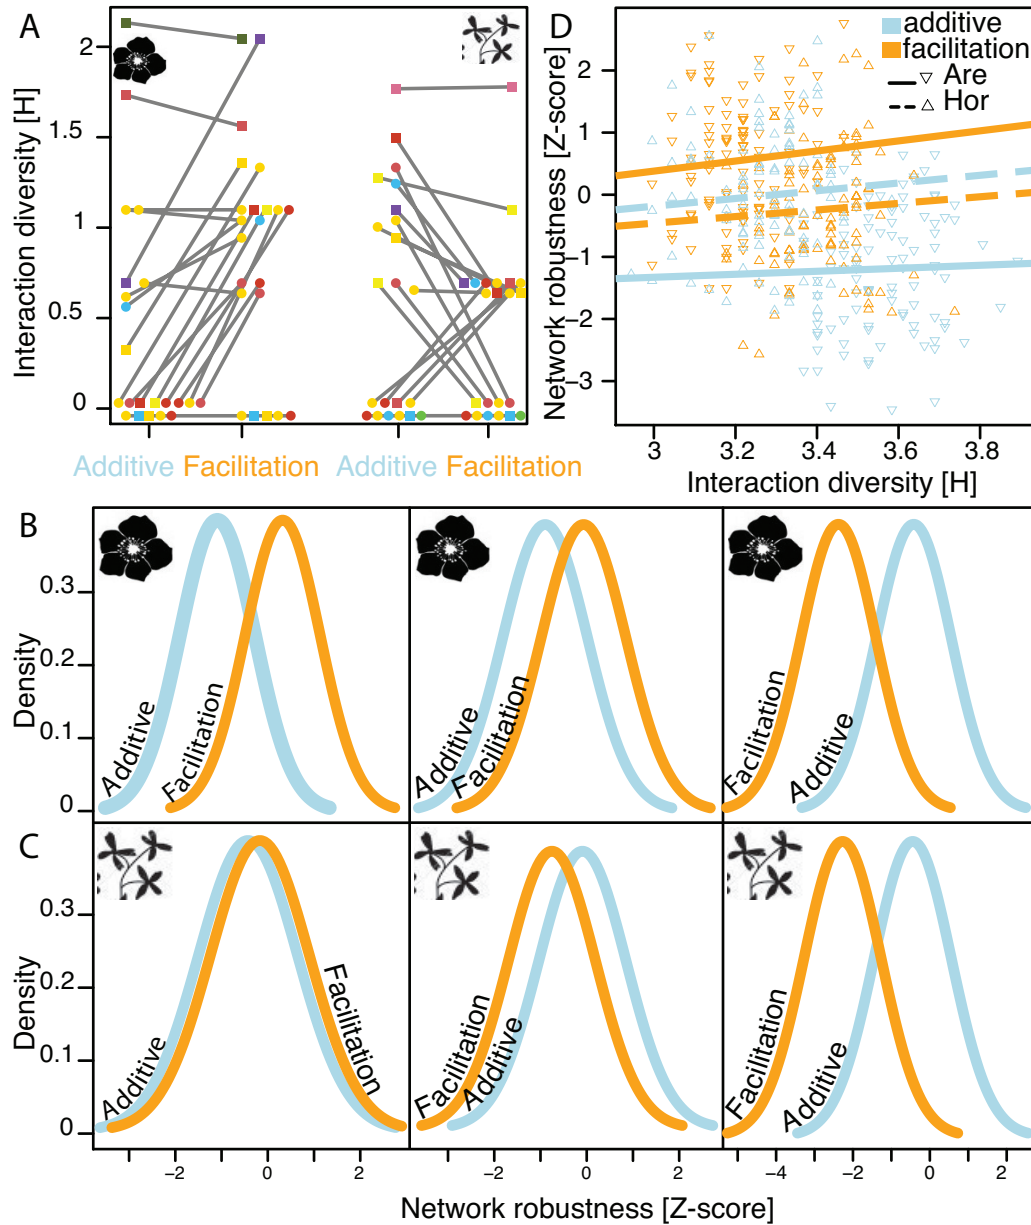 A
Interaction diversity [H]
2
1.5
1
0.5
0
Additive Facilitation Additive Facilitation
D
Network robustness [Z-score]
2
1
0
−1
−2
−3
additive
facilitation
Are
Hor
3 3.2 3.4 3.6 3.8
Interaction diversity [H]
B
Density
0.3
0.2
0.1
0
Additive
Facilitation
Additive
Facilitation
Facilitation
Additive
C
Density
0.3
0.2
0.1
0
Additive
Facilitation
Facilitation
Additive
Facilitation
Additive
−2 0 2 −2 0 2 −4 −2 0 2
Network robustness [Z-score]